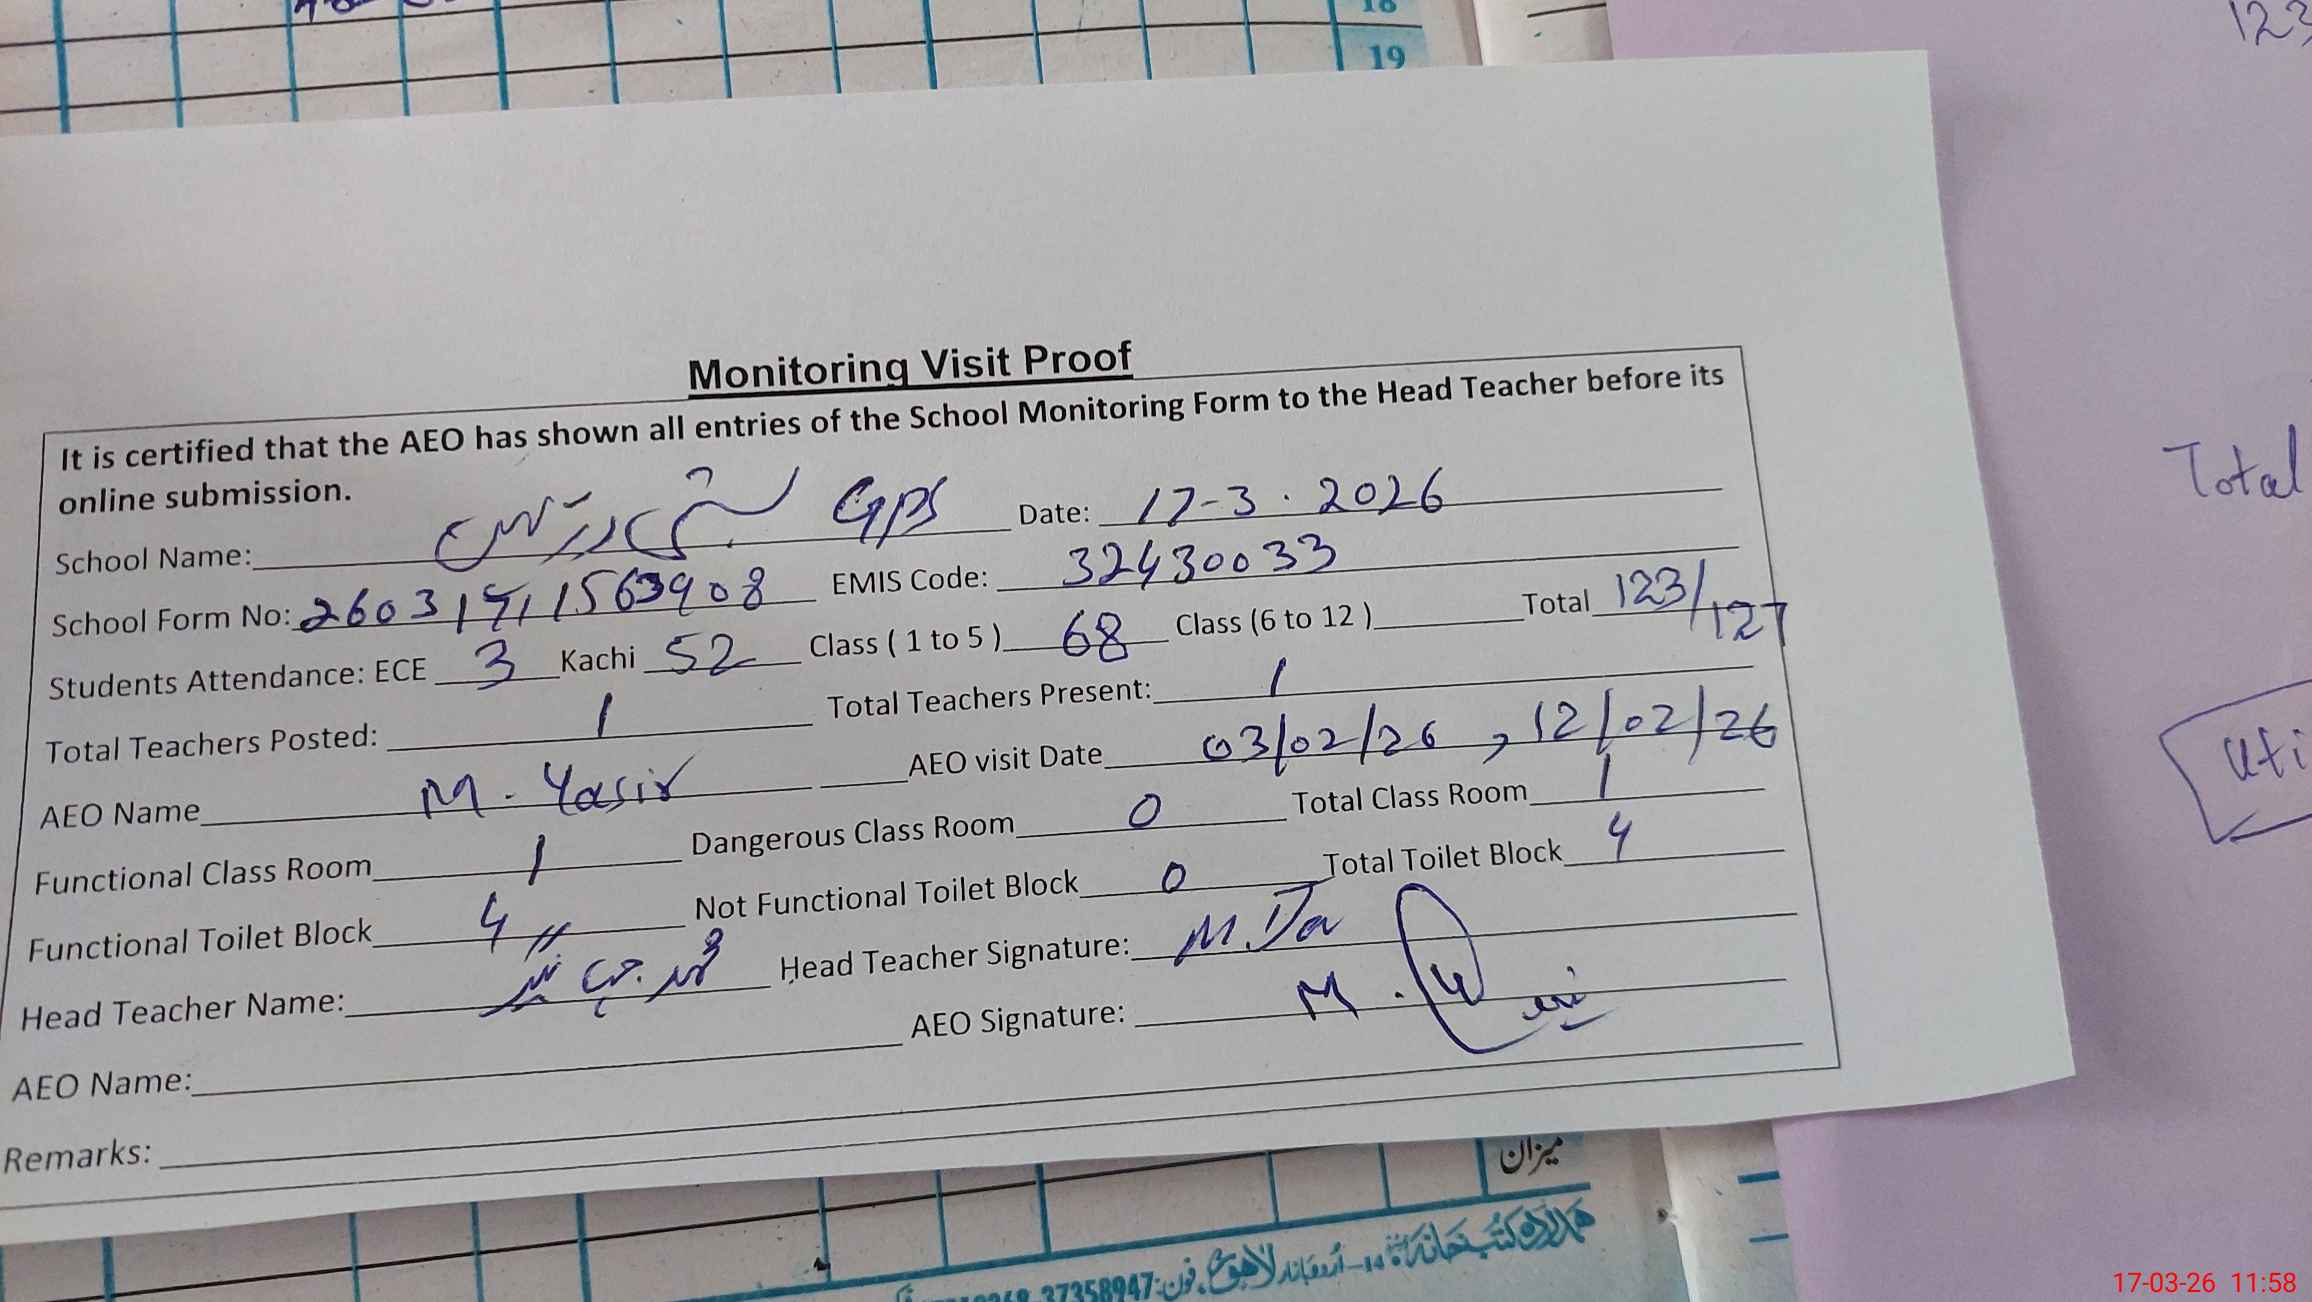 18
19
123
Monitoring Visit Proof
It is certified that the AEO has shown all entries of the School Monitoring Form to the Head Teacher before its
online submission.
School Name: GPS Date: 17-3.2026
School Form No: EMIS Code: 32430033
Students Attendance: ECE 3 Kachi 52 Class ( 1 to 5 ) 68 Class (6 to 12 ) Total 123/127
Total Teachers Posted: 1 Total Teachers Present: 1
AEO Name M. Yasir AEO visit Date 03/02/26 , 12/02/26
Functional Class Room 1 Dangerous Class Room 0 Total Class Room 1
Functional Toilet Block 4 Not Functional Toilet Block 0 Total Toilet Block 4
Head Teacher Name: Head Teacher Signature:
AEO Name: AEO Signature:
Remarks:
Total
میزان
37358947
17-03-26 11:58